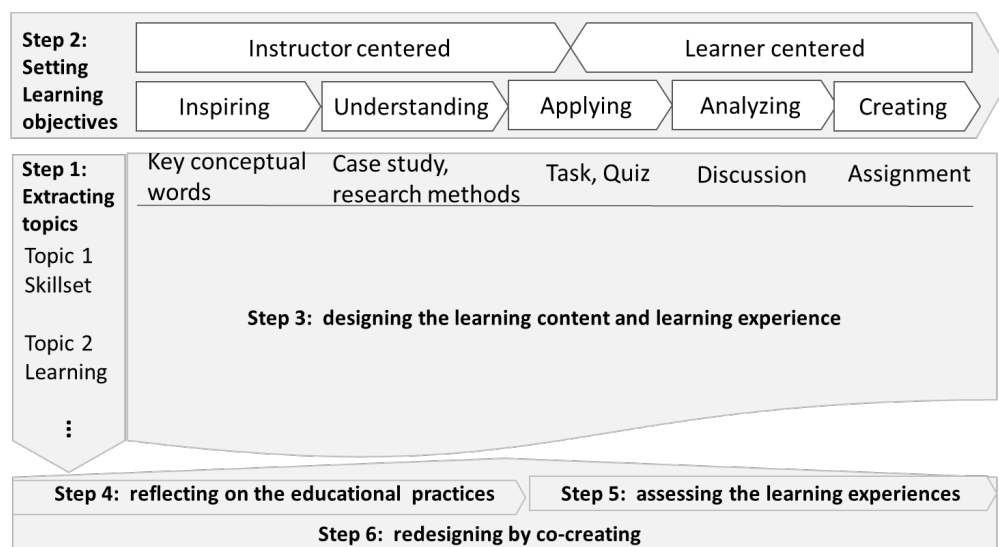 Step 2:
Setting
Learning
objectives
Instructor centered
Learner centered
Inspiring
Understanding
Applying
Analyzing
Creating
Step 1:
Extracting
topics
Topic 1
Skillset
Topic 2
Learning
⋮
Key conceptual
words
Case study,
research methods
Task, Quiz
Discussion
Assignment
Step 3: designing the learning content and learning experience
Step 4: reflecting on the educational practices
Step 5: assessing the learning experiences
Step 6: redesigning by co-creating